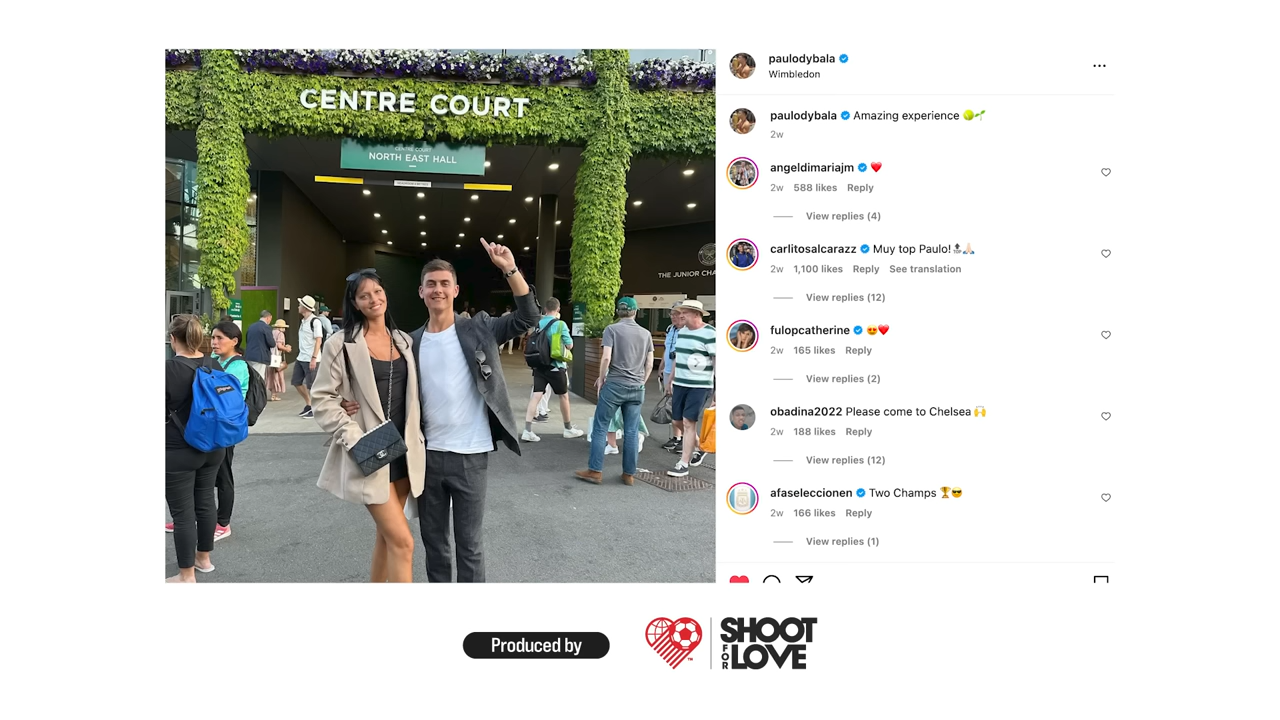 CENTRE COURT
CENTRE COURT
NORTH EAST HALL
THE JUNIOR CHA
paulodybala
Wimbledon
paulodybala Amazing experience 🎾🌱
2w
angeldimariajm ❤️
2w 588 likes Reply
View replies (4)
carlitosalcarazz Muy top Paulo!🔝🙏🏻
2w 1,100 likes Reply See translation
View replies (12)
fulopcatherine 😍❤️
2w 165 likes Reply
View replies (2)
obadina2022 Please come to Chelsea 🙌
2w 188 likes Reply
View replies (12)
afaseleccionen Two Champs 🏆😎
2w 166 likes Reply
View replies (1)
Produced by
SHOOT
FOR
LOVE
TM